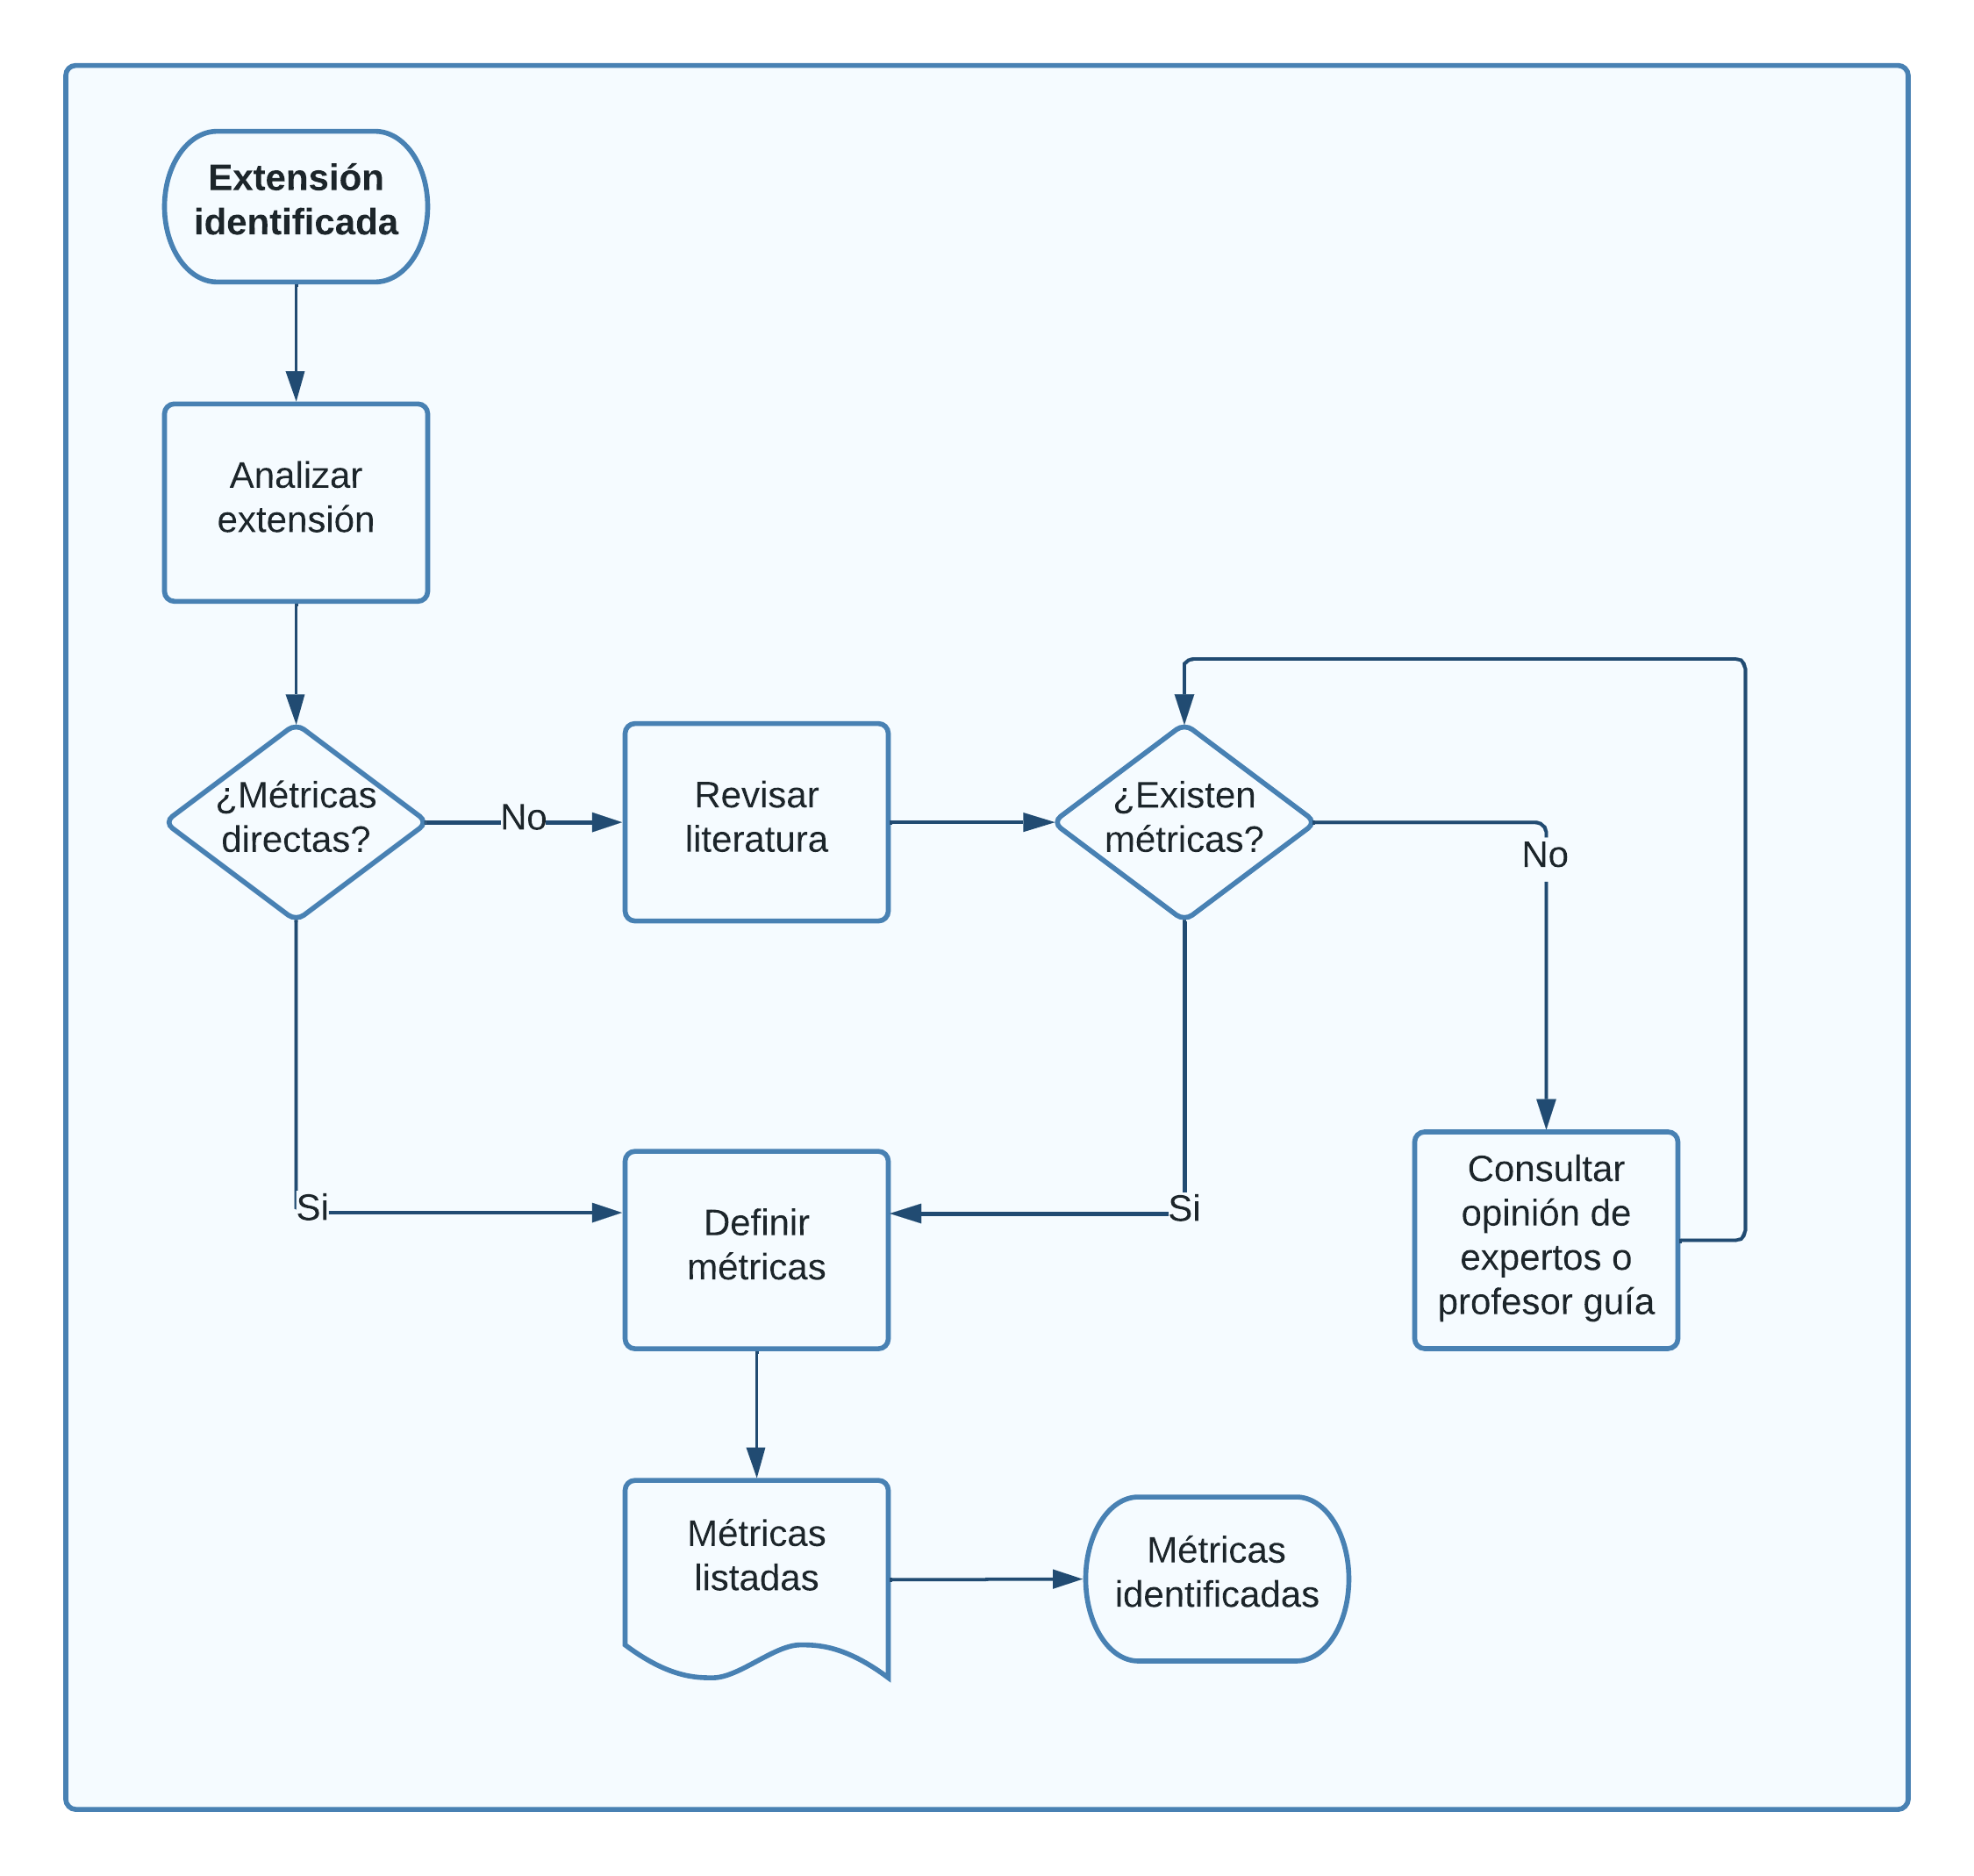 Extensión
identificada
Analizar
extensión
¿Métricas
directas?
No
Revisar
literatura
¿Existen
métricas?
No
Si
Definir
métricas
Si
Consultar
opinión de
expertos o
profesor guía
Métricas
listadas
Métricas
identificadas